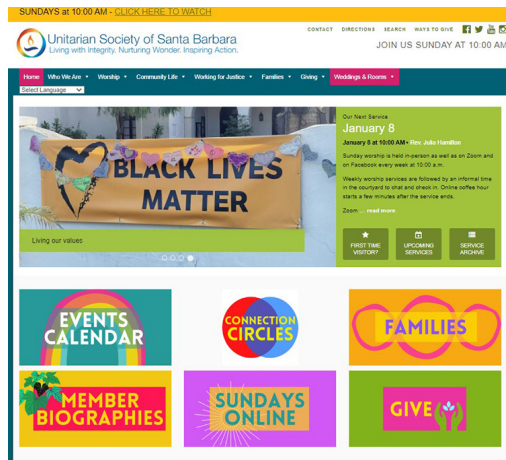 SUNDAYS at 10:00 AM - CLICK HERE TO WATCH
CONTACT DIRECTIONS SEARCH WAYS TO GIVE
Unitarian Society of Santa Barbara
Living with Integrity. Nurturing Wonder. Inspiring Action.
JOIN US SUNDAY AT 10:00 AM
Home Who We Are Worship Community Life Working for Justice Families Giving Weddings & Rooms
Select Language
BLACK LIVES
MATTER
Living our values
Our Next Service
January 8
January 8 at 10:00 AM • Rev. Julia Hamilton
Sunday worship is held in-person as well as on Zoom and
on Facebook every week at 10:00 a.m.
Weekly worship services are followed by an informal time
in the courtyard to chat and check in. Online coffee hour
starts a few minutes after the service ends.
Zoom ... read more.
FIRST TIME
VISITOR?
UPCOMING
SERVICES
SERVICE
ARCHIVE
EVENTS
CALENDAR
CONNECTION
CIRCLES
FAMILIES
MEMBER
BIOGRAPHIES
SUNDAYS
ONLINE
GIVE